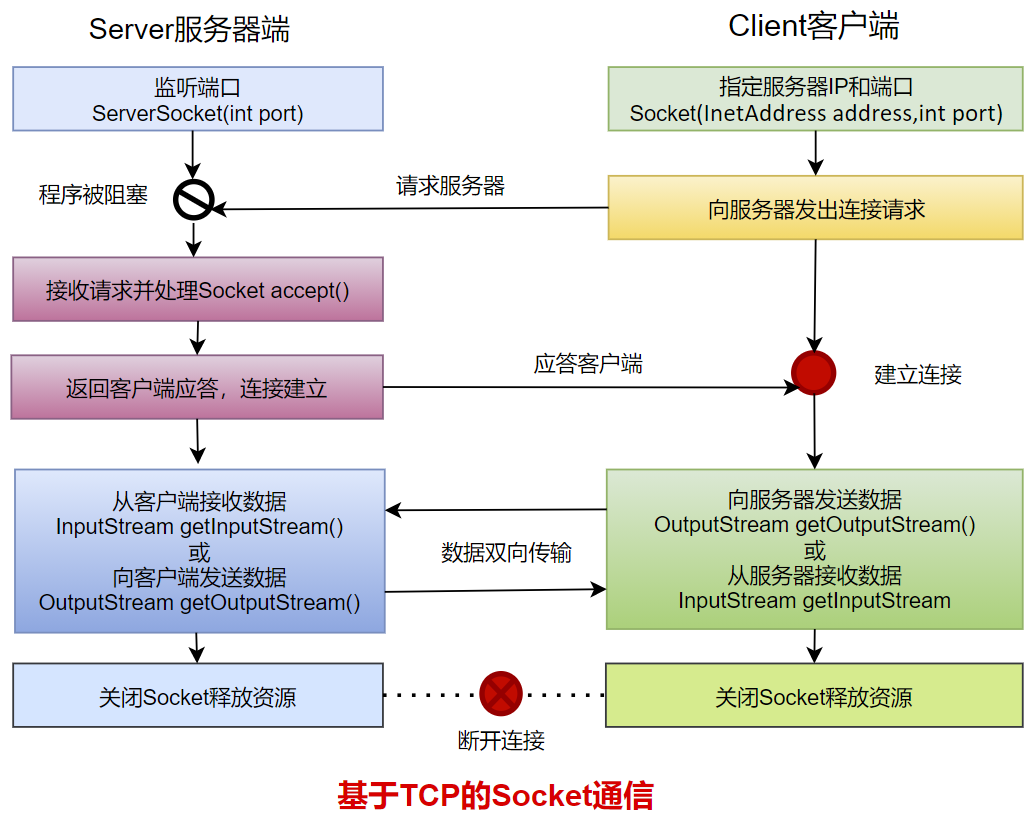 Server服务器端
Client客户端
监听端口
ServerSocket(int port)
指定服务器IP和端口
Socket(InetAddress address,int port)
程序被阻塞
请求服务器
向服务器发出连接请求
接收请求并处理Socket accept()
返回客户端应答，连接建立
应答客户端
建立连接
从客户端接收数据
InputStream getInputStream()
或
向客户端发送数据
OutputStream getOutputStream()
数据双向传输
向服务器发送数据
OutputStream getOutputStream()
或
从服务器接收数据
InputStream getInputStream
关闭Socket释放资源
断开连接
关闭Socket释放资源
基于TCP的Socket通信